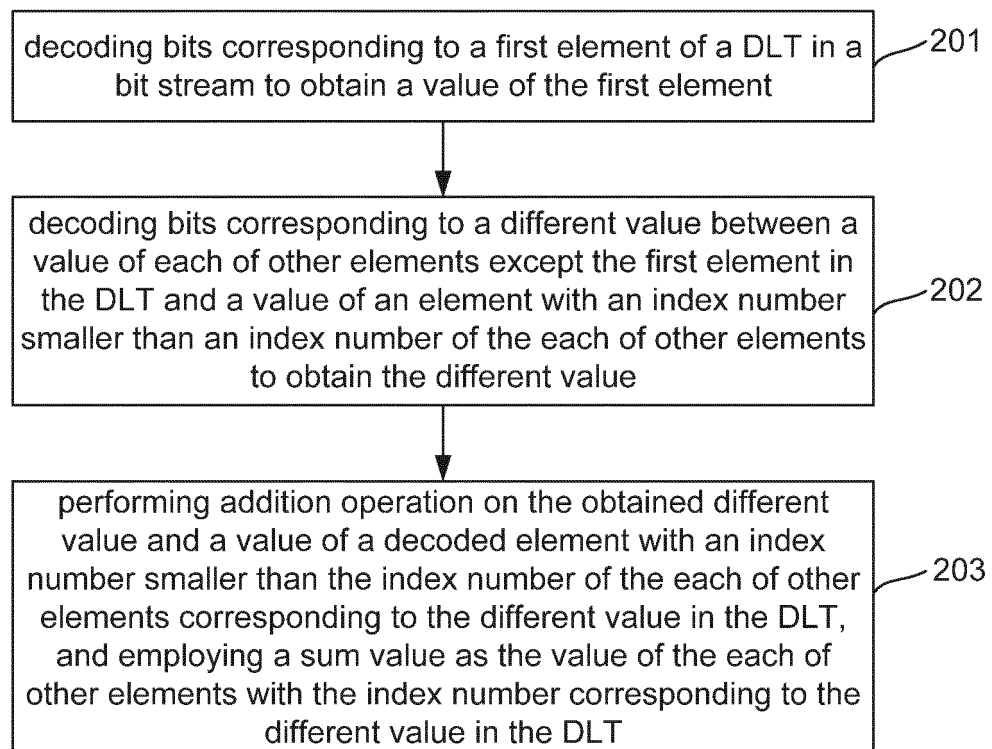 decoding bits corresponding to a first element of a DLT in a
bit stream to obtain a value of the first element
201
decoding bits corresponding to a different value between a
value of each of other elements except the first element in
the DLT and a value of an element with an index number
smaller than an index number of the each of other elements
to obtain the different value
202
performing addition operation on the obtained different
value and a value of a decoded element with an index
number smaller than the index number of the each of other
elements corresponding to the different value in the DLT,
and employing a sum value as the value of the each of
other elements with the index number corresponding to the
different value in the DLT
203